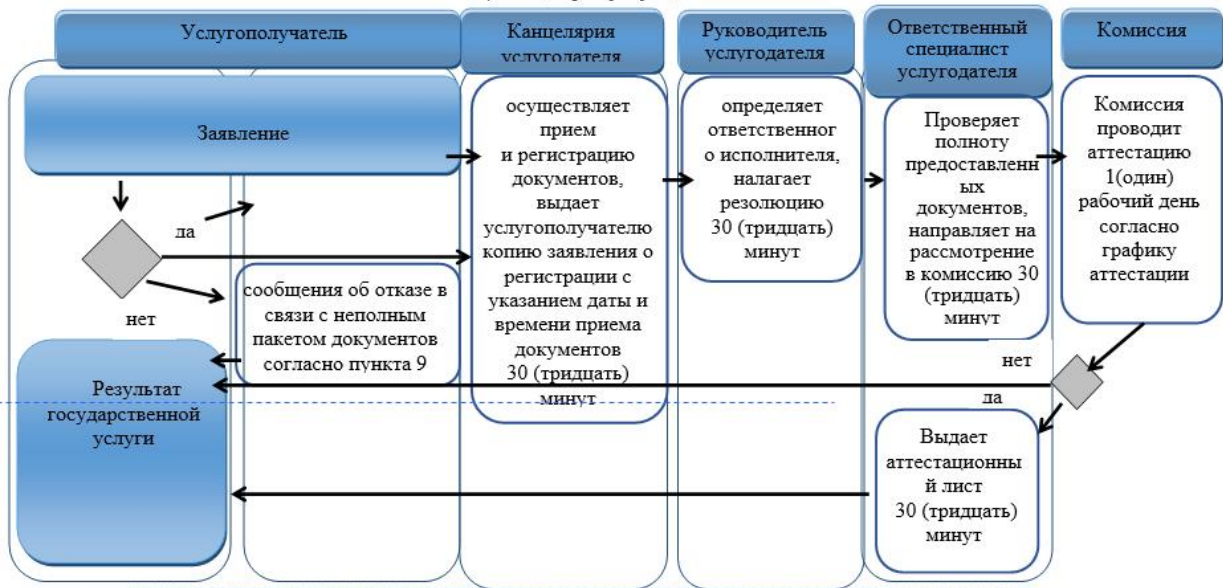 Услугополучатель
Канцелярия
услугодателя
Руководитель
услугодателя
Ответственный
специалист
услугодателя
Комиссия
Заявление
да
нет
сообщения об отказе в
связи с неполным
пакетом документов
согласно пункта 9
осуществляет
прием
и регистрацию
документов,
выдает
услугополучателю
копию заявления о
регистрации с
указанием даты и
времени приема
документов
30 (тридцать)
минут
определяет
ответственног
о исполнителя,
налагает
резолюцию
30 (тридцать)
минут
Проверяет
полноту
предоставленн
ых
документов,
направляет на
рассмотрение
в комиссию 30
(тридцать)
минут
Комиссия
проводит
аттестацию
1(один)
рабочий день
согласно
графику
аттестации
нет
да
Выдает
аттестационны
й лист
30 (тридцать)
минут
Результат
государственной
услуги